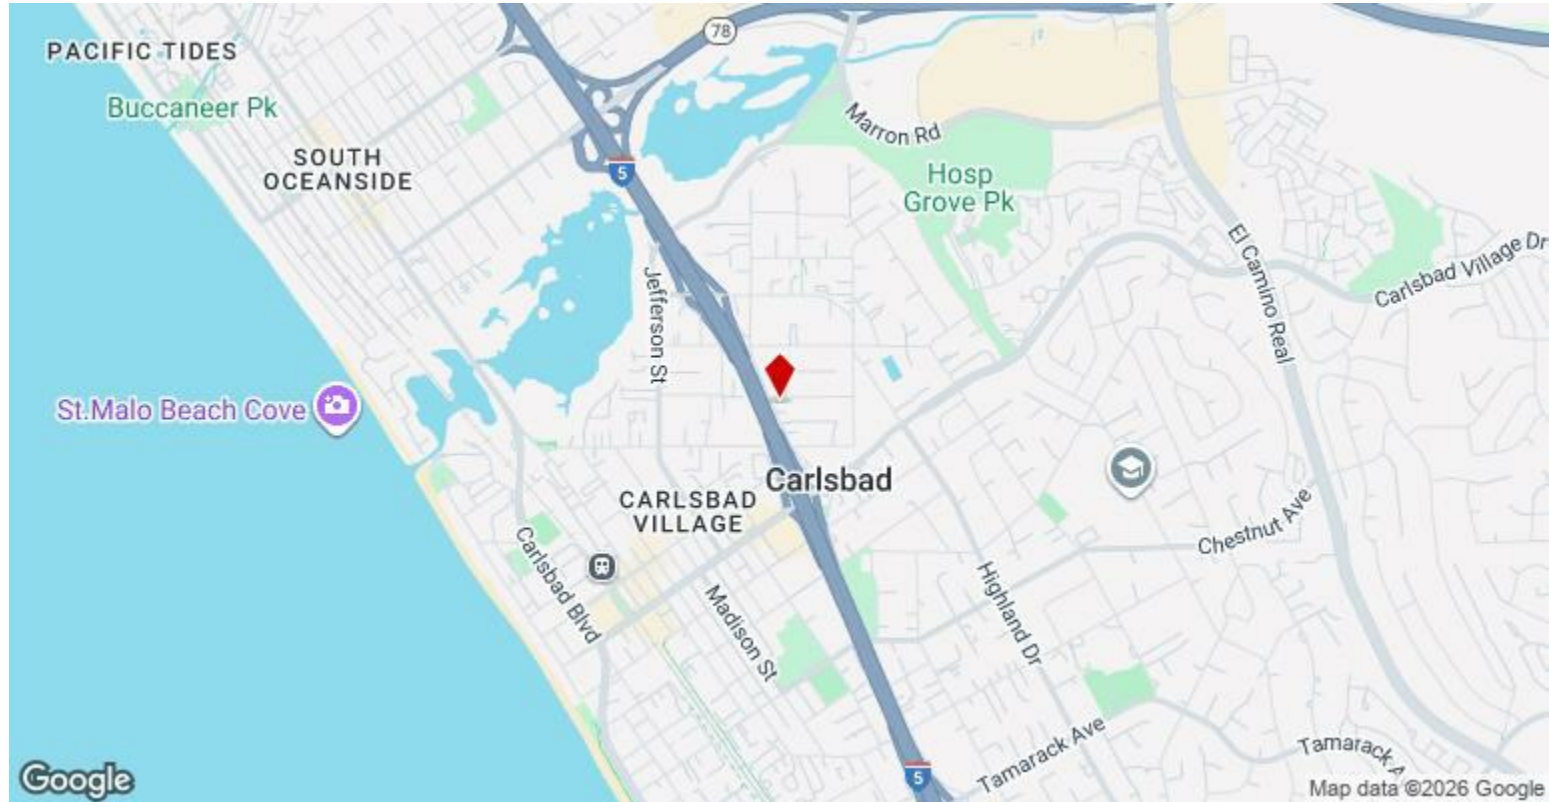 78
PACIFIC TIDES
Buccaneer Pk
Marron Rd
SOUTH
OCEANSIDE
5
Hosp
Grove Pk
El Camino Real
Carlsbad Village Dr
Jefferson St
St.Malo Beach Cove
Carlsbad
CARLSBAD
VILLAGE
Chestnut Ave
Carlsbad Blvd
Madison St
Highland Dr
Tamarack Ave
Tamarack A
5
Google
Map data ©2026 Google